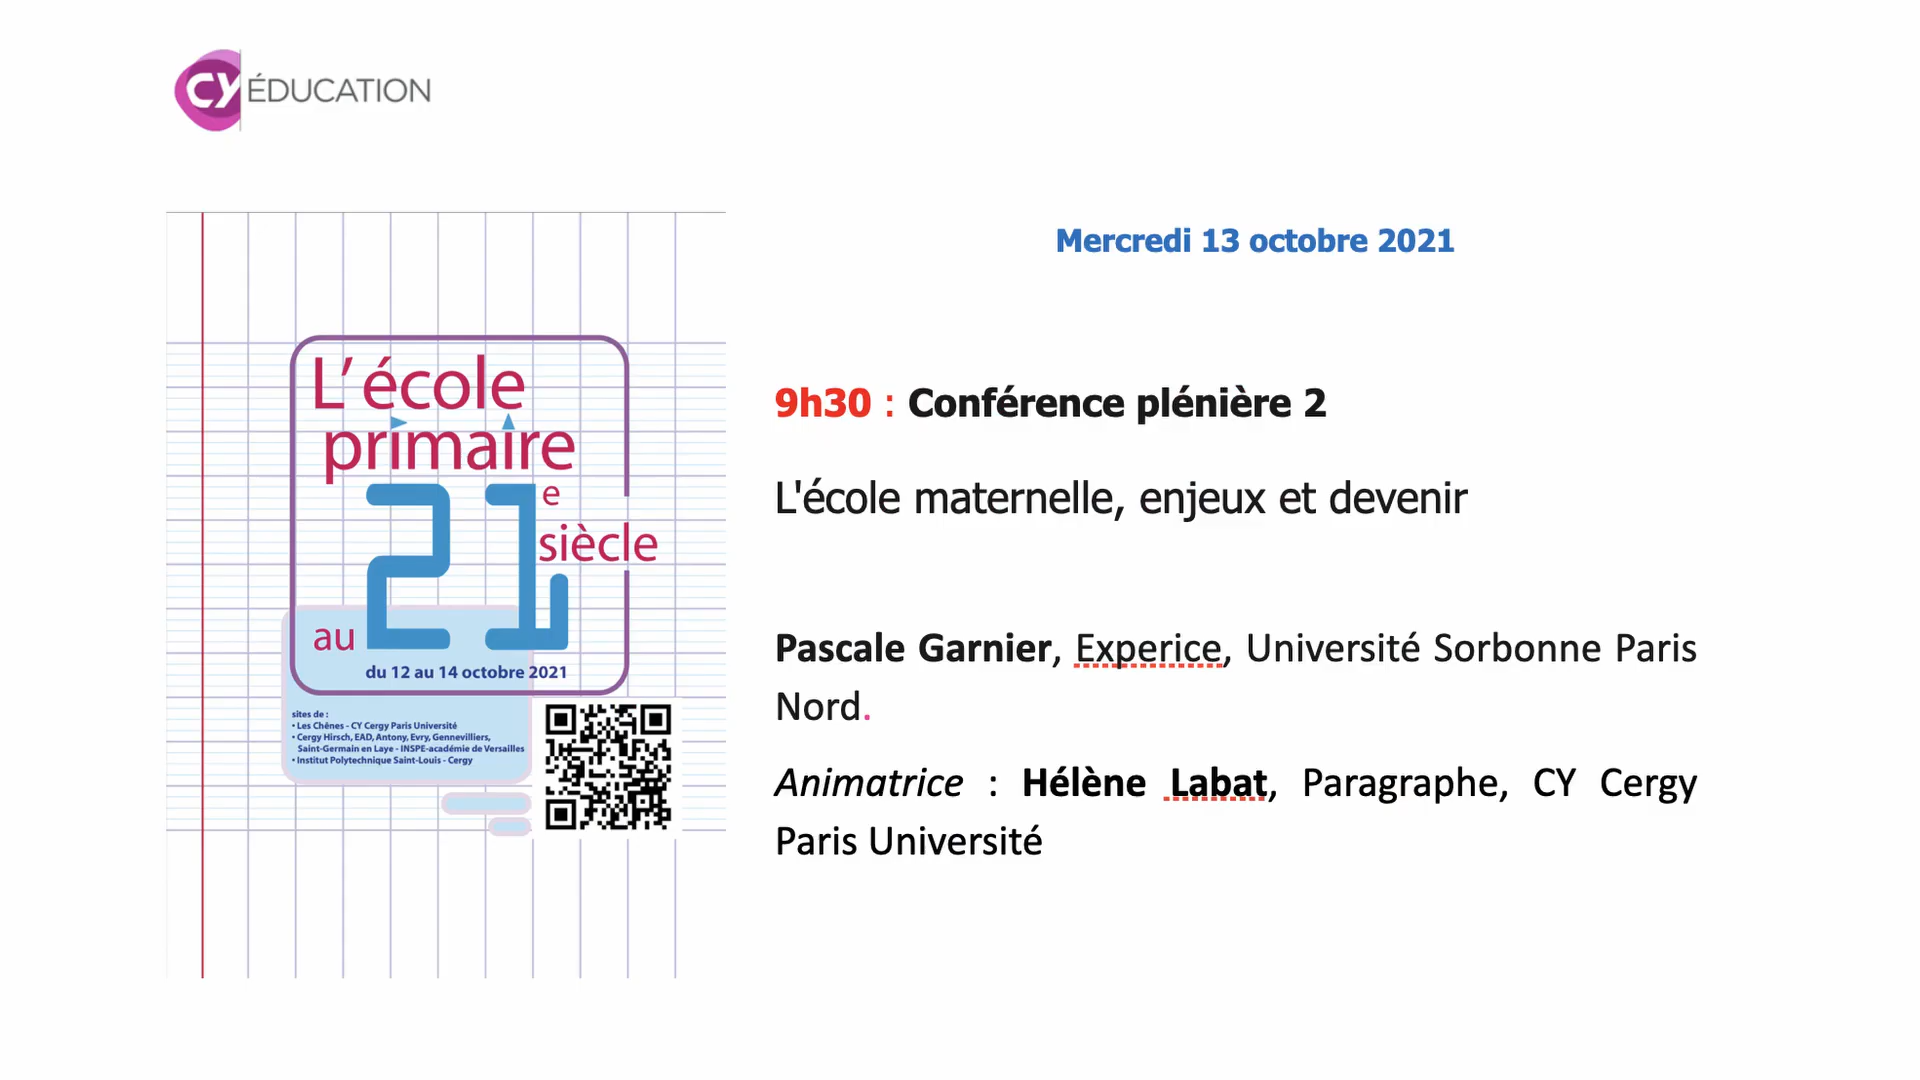 CY ÉDUCATION
L'école
primaire
21e
siècle
au
du 12 au 14 octobre 2021
sites de :
• Les Chênes - CY Cergy Paris Université
• Cergy Hirsch, EAD, Antony, Evry, Gennevilliers,
Saint-Germain en Laye - INSPE-académie de Versailles
• Institut Polytechnique Saint-Louis - Cergy
Mercredi 13 octobre 2021
9h30 : Conférence plénière 2
L'école maternelle, enjeux et devenir
Pascale Garnier, Experice, Université Sorbonne Paris
Nord.
Animatrice : Hélène Labat, Paragraphe, CY Cergy
Paris Université